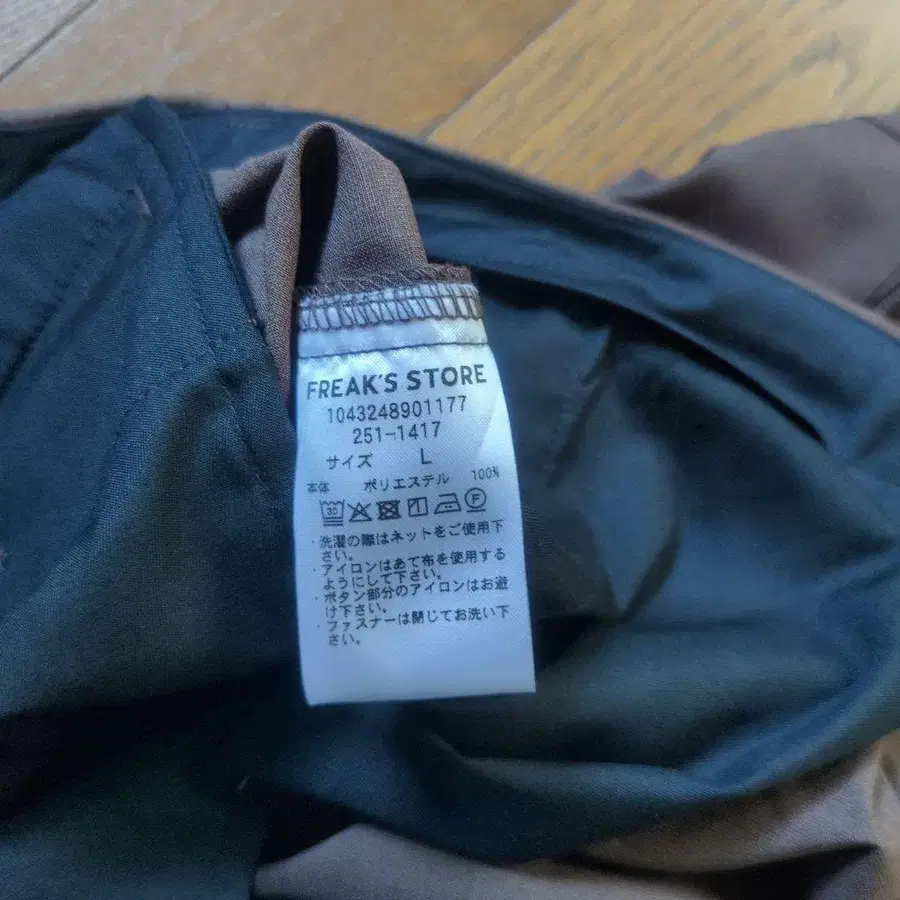 FREAK'S STORE
1043248901177
251-1417
サイズ L
本体 ポリエステル 100%
30 F
・洗濯の際はネットをご使用下
さい。
・アイロンはあて布を使用する
ようにして下さい。
・ボタン部分のアイロンはお避
け下さい。
・ファスナーは閉じてお洗い下
さい。